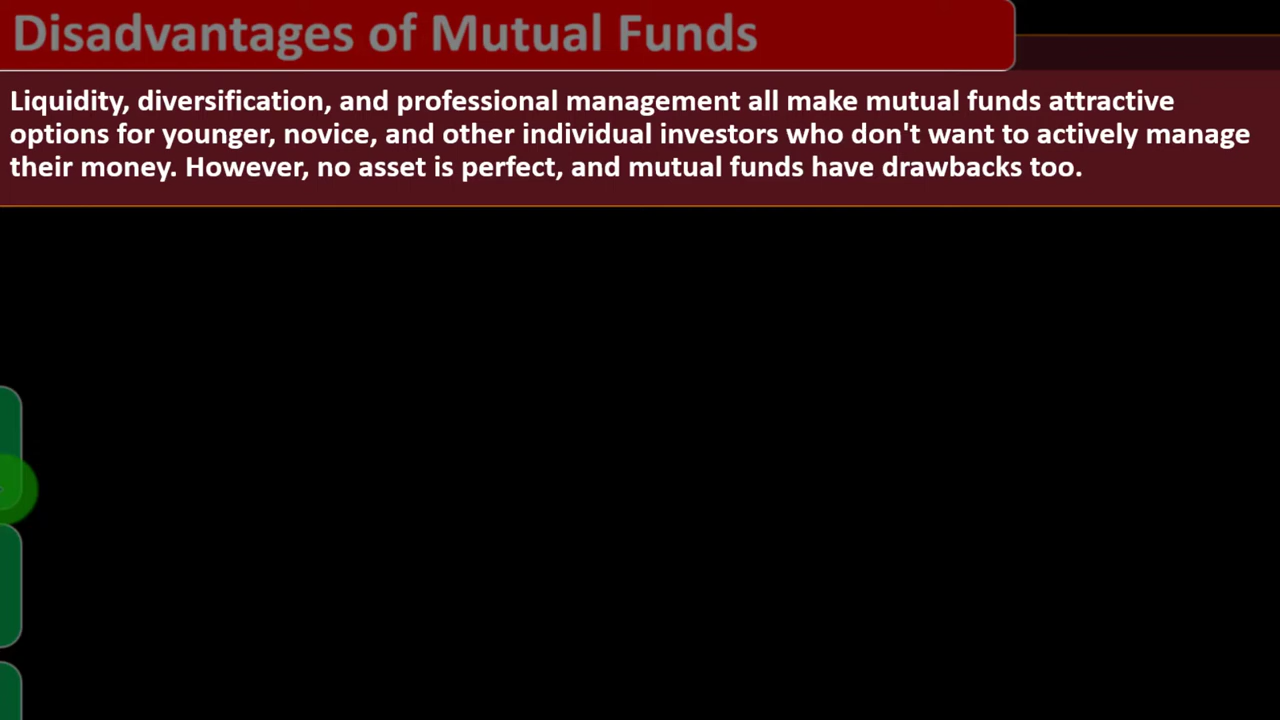 Disadvantages of Mutual Funds
Liquidity, diversification, and professional management all make mutual funds attractive
options for younger, novice, and other individual investors who don't want to actively manage
their money. However, no asset is perfect, and mutual funds have drawbacks too.